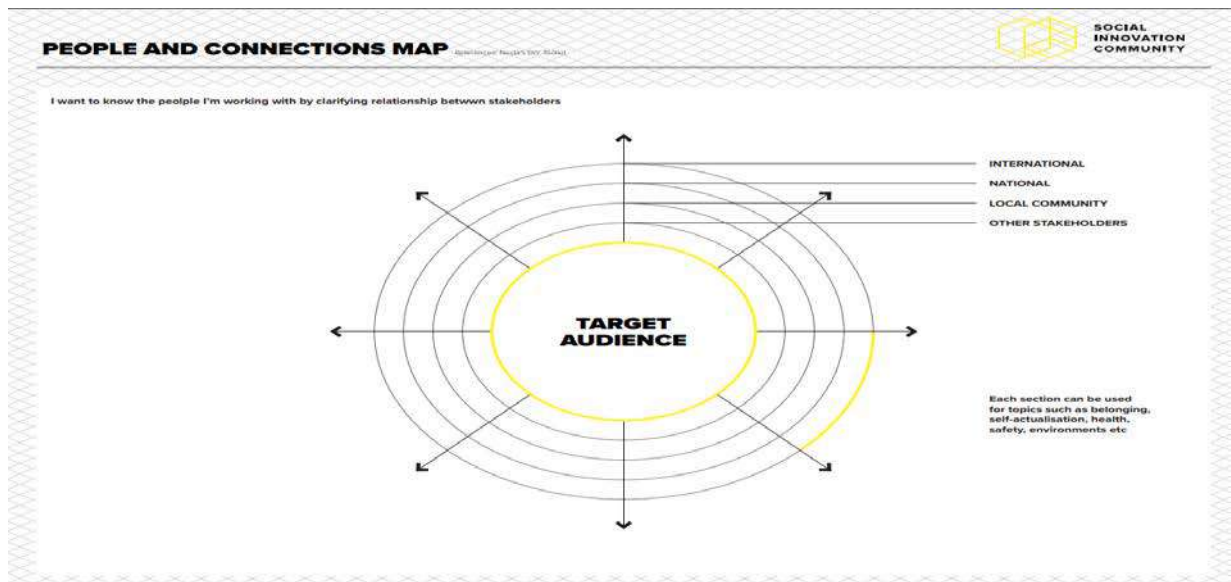 PEOPLE AND CONNECTIONS MAP
SOCIAL
INNOVATION
COMMUNITY
I want to know the peolple I'm working with by clarifying relationship betwwn stakeholders
INTERNATIONAL
NATIONAL
LOCAL COMMUNITY
OTHER STAKEHOLDERS
TARGET
AUDIENCE
Each section can be used
for topics such as belonging,
self-actualisation, health,
safety, environments etc